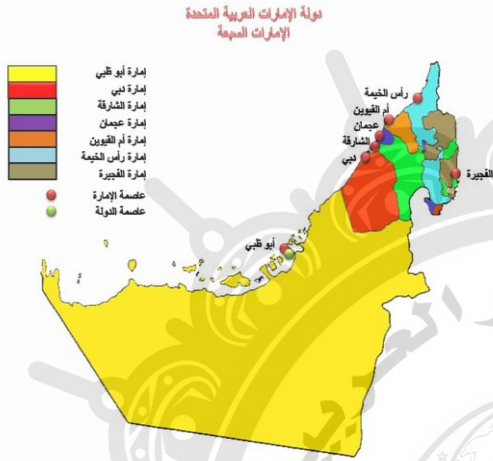 دولة الإمارات العربية المتحدة
الإمارات السبعة
إمارة أبو ظبي
إمارة دبي
إمارة الشارقة
إمارة عجمان
إمارة أم القيوين
إمارة رأس الخيمة
إمارة الفجيرة
عاصمة الإمارة
عاصمة الدولة
رأس الخيمة
أم القيوين
عجمان
الشارقة
دبي
الفجيرة
أبو ظبي